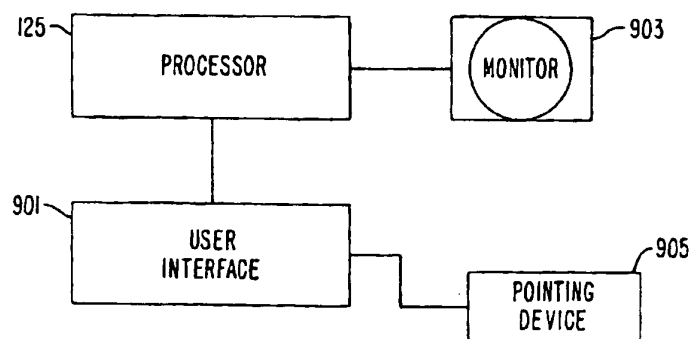 125
PROCESSOR
MONITOR
903
901
USER
INTERFACE
905
POINTING
DEVICE